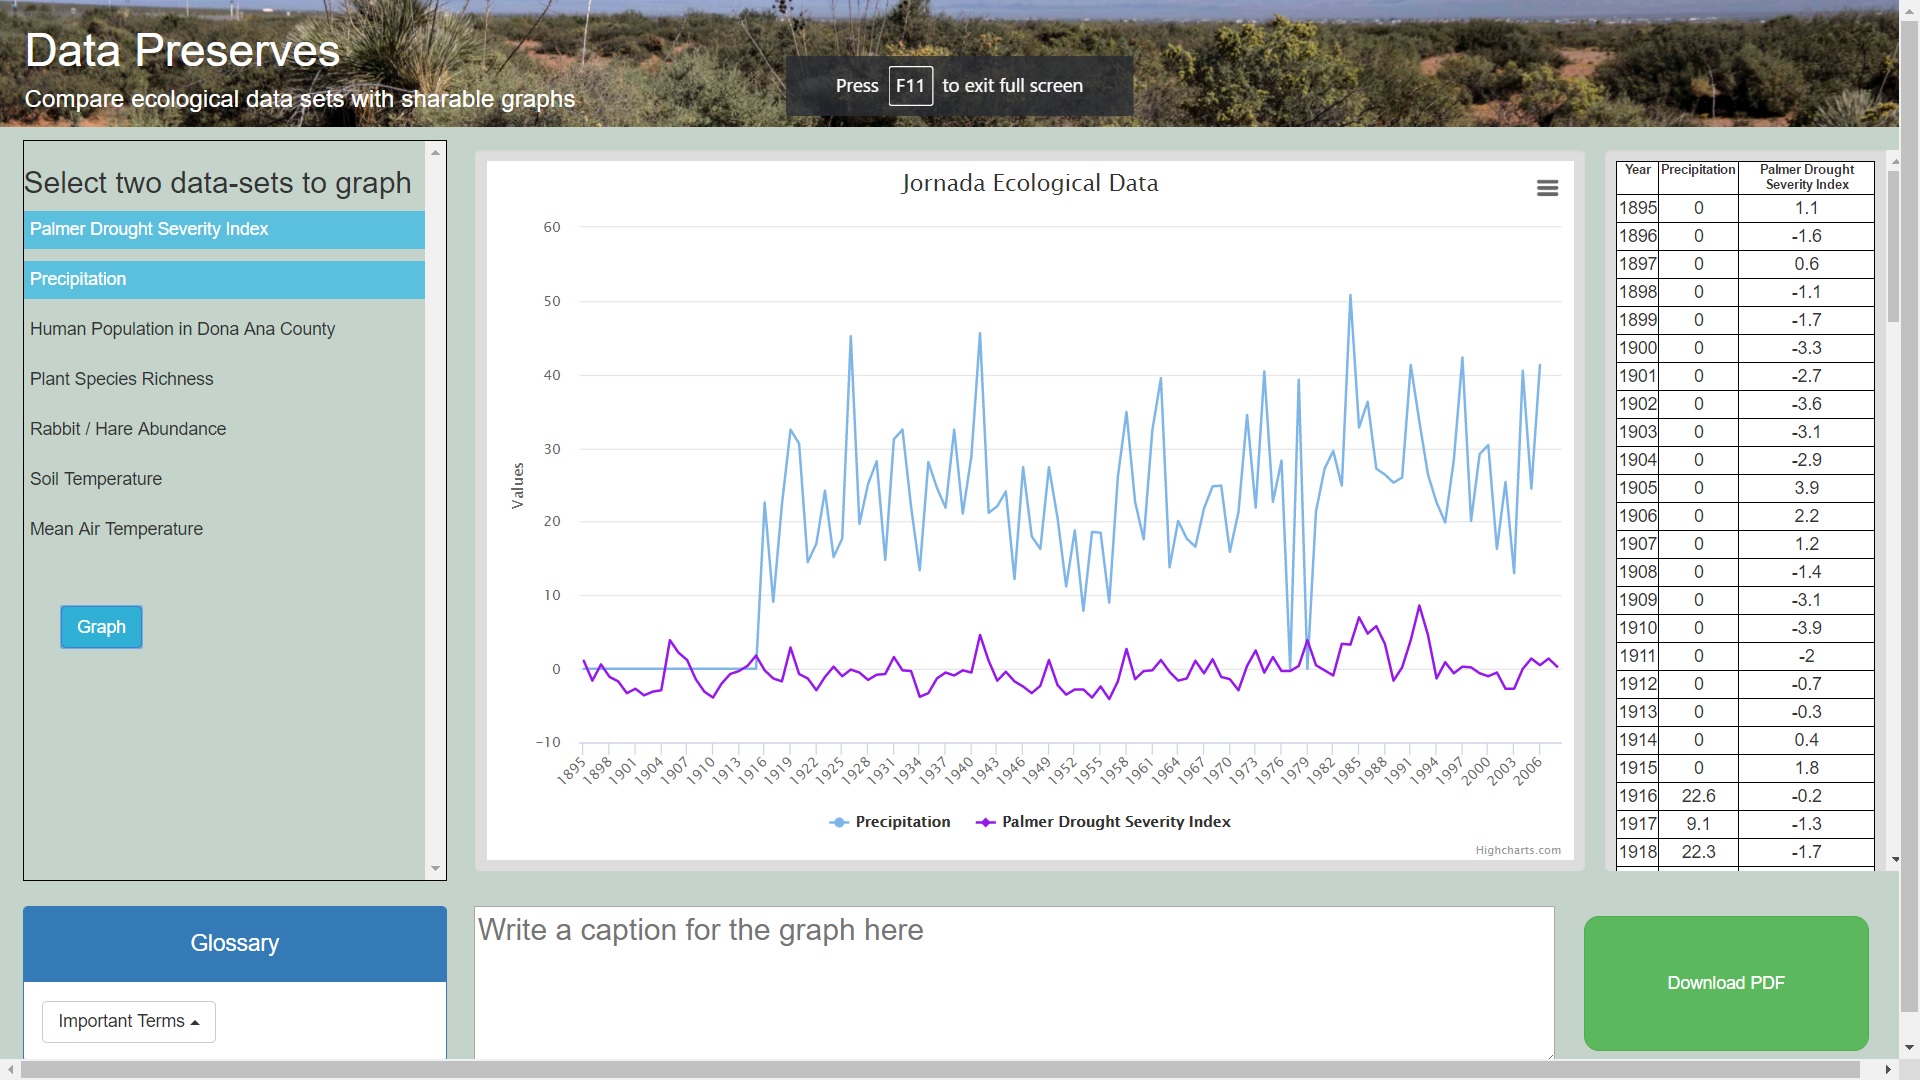 Data Preserves
Compare ecological data sets with sharable graphs
Press F11 to exit full screen
Select two data-sets to graph
Palmer Drought Severity Index
Precipitation
Human Population in Dona Ana County
Plant Species Richness
Rabbit / Hare Abundance
Soil Temperature
Mean Air Temperature
Graph
Jornada Ecological Data
Values
60
50
40
30
20
10
0
−10
1895 1898 1901 1904 1907 1910 1913 1916 1919 1922 1925 1928 1931 1934 1937 1940 1943 1946 1949 1952 1955 1958 1961 1964 1967 1970 1973 1976 1979 1982 1985 1988 1991 1994 1997 2000 2003 2006
Precipitation Palmer Drought Severity Index
Highcharts.com
Year Precipitation Palmer Drought
Severity Index
1895 0 1.1
1896 0 -1.6
1897 0 0.6
1898 0 -1.1
1899 0 -1.7
1900 0 -3.3
1901 0 -2.7
1902 0 -3.6
1903 0 -3.1
1904 0 -2.9
1905 0 3.9
1906 0 2.2
1907 0 1.2
1908 0 -1.4
1909 0 -3.1
1910 0 -3.9
1911 0 -2
1912 0 -0.7
1913 0 -0.3
1914 0 0.4
1915 0 1.8
1916 22.6 -0.2
1917 9.1 -1.3
1918 22.3 -1.7
Glossary
Important Terms
Write a caption for the graph here
Download PDF